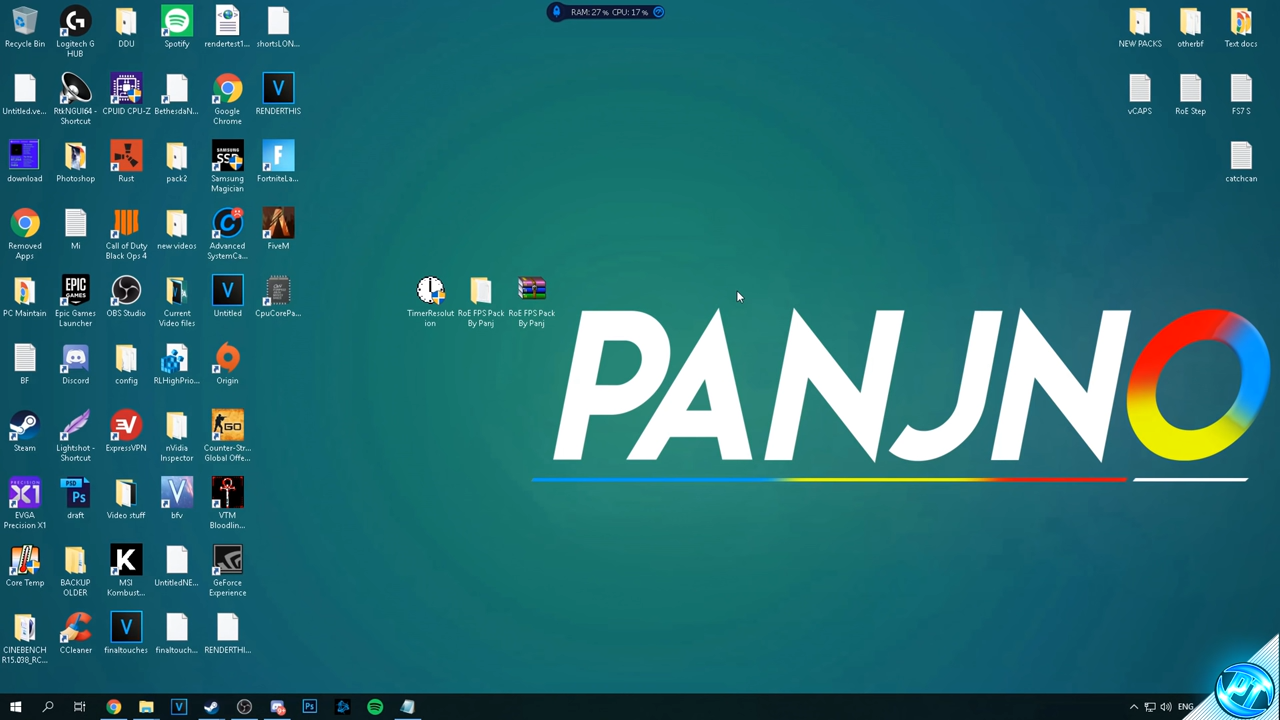 RAM: 27 % CPU: 17 %
Recycle Bin
Logitech G
HUB
DDU
Spotify
rendertest1...
shortsLON...
NEW PACKS
otherbf
Text docs
Untitled.ve...
RtkNGUI64 -
Shortcut
CPUID CPU-Z
BethesdaN...
Google
Chrome
RENDERTHIS
vCAPS
RoE Step
FS7 S
download
Photoshop
Rust
pack2
Samsung
Magician
FortniteLa...
catchcan
Removed
Apps
Mi
Call of Duty
Black Ops 4
new videos
Advanced
SystemCa...
FiveM
PC Maintain
Epic Games
Launcher
OBS Studio
Current
Video files
Untitled
CpuCorePa...
TimerResolut
ion
RoE FPS Pack
By Panj
RoE FPS Pack
By Panj
PANJNO
BF
Discord
config
RLHighPrio...
Origin
Steam
Lightshot -
Shortcut
ExpressVPN
nVidia
Inspector
Counter-Str...
Global Offe...
EVGA
Precision X1
draft
Video stuff
bfv
VTM
Bloodlin...
Core Temp
BACKUP
OLDER
MSI
Kombust...
UntitledNE...
GeForce
Experience
CINEBENCH
R15.038_RC...
CCleaner
finaltouches
finaltouch...
RENDERTHI...
ENG